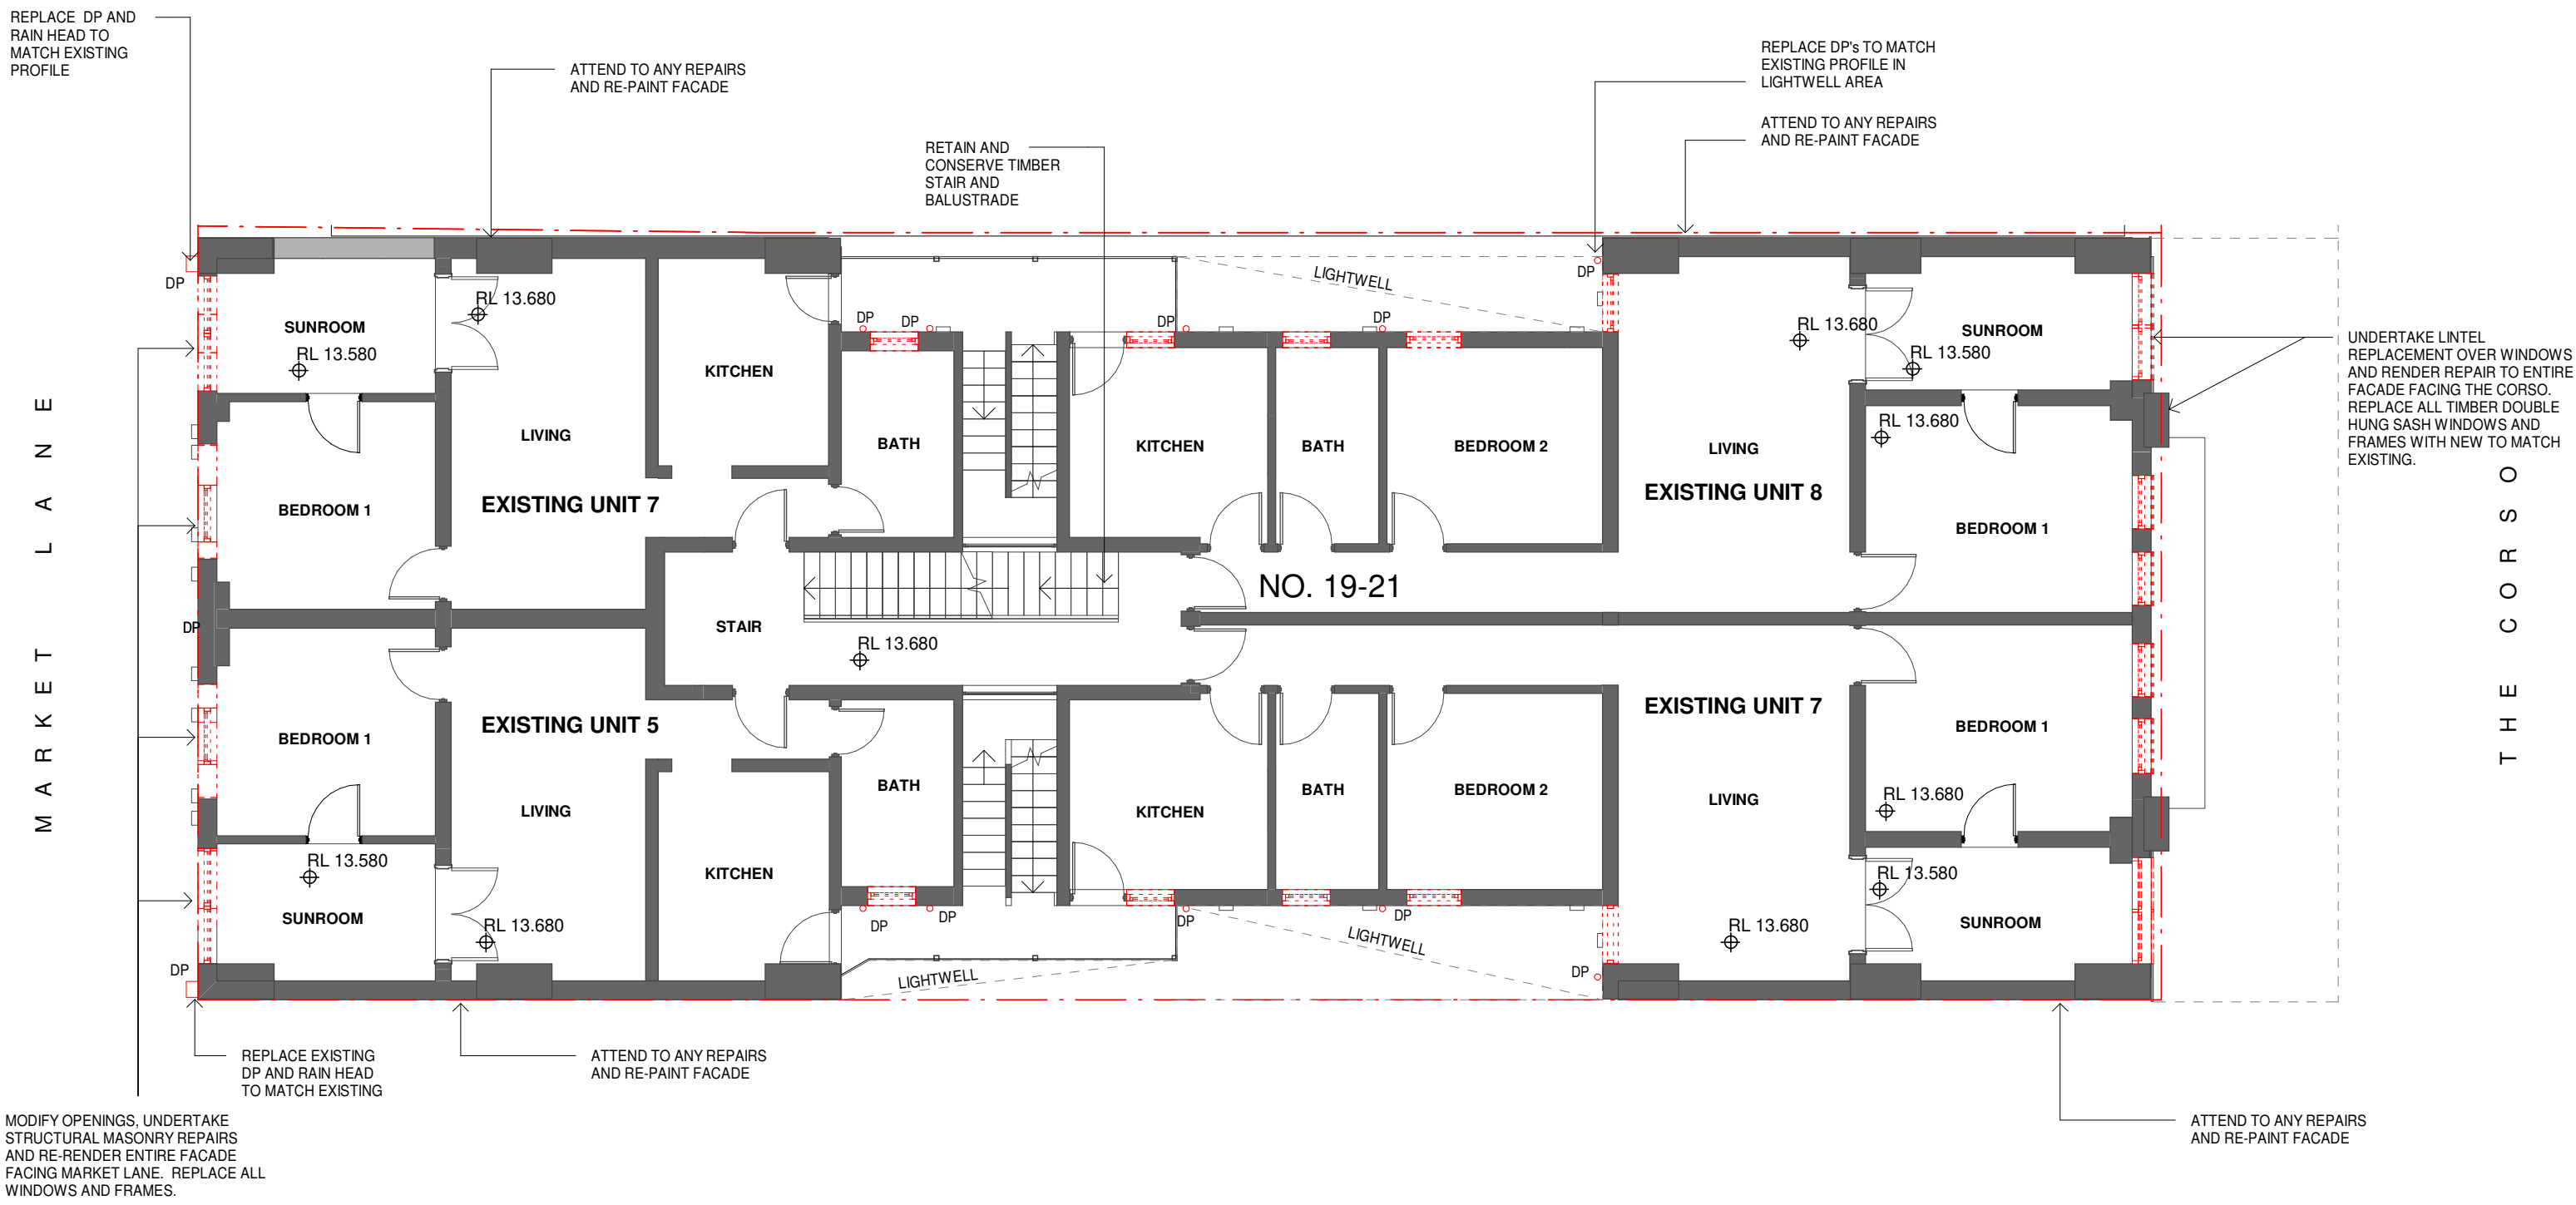 REPLACE DP AND
RAIN HEAD TO
MATCH EXISTING
PROFILE
ATTEND TO ANY REPAIRS
AND RE-PAINT FACADE
RETAIN AND
CONSERVE TIMBER
STAIR AND
BALUSTRADE
REPLACE DP's TO MATCH
EXISTING PROFILE IN
LIGHTWELL AREA
ATTEND TO ANY REPAIRS
AND RE-PAINT FACADE
UNDERTAKE LINTEL
REPLACEMENT OVER WINDOWS
AND RENDER REPAIR TO ENTIRE
FACADE FACING THE CORSO.
REPLACE ALL TIMBER DOUBLE
HUNG SASH WINDOWS AND
FRAMES WITH NEW TO MATCH
EXISTING.
MARKET LANE
THE CORSO
DP
SUNROOM
RL 13.580
RL 13.680
LIVING
KITCHEN
BEDROOM 1
EXISTING UNIT 7
DP
DP
BATH
DP
LIGHTWELL
DP
DP
KITCHEN
BATH
BEDROOM 2
LIVING
EXISTING UNIT 8
RL 13.680
SUNROOM
RL 13.580
RL 13.680
BEDROOM 1
NO. 19-21
STAIR
RL 13.680
DP
BEDROOM 1
EXISTING UNIT 5
LIVING
RL 13.580
SUNROOM
RL 13.680
KITCHEN
BATH
DP
DP
DP
LIGHTWELL
KITCHEN
BATH
BEDROOM 2
DP
LIGHTWELL
DP
EXISTING UNIT 7
LIVING
RL 13.680
BEDROOM 1
RL 13.680
RL 13.580
SUNROOM
DP
REPLACE EXISTING
DP AND RAIN HEAD
TO MATCH EXISTING
ATTEND TO ANY REPAIRS
AND RE-PAINT FACADE
MODIFY OPENINGS, UNDERTAKE
STRUCTURAL MASONRY REPAIRS
AND RE-RENDER ENTIRE FACADE
FACING MARKET LANE. REPLACE ALL
WINDOWS AND FRAMES.
ATTEND TO ANY REPAIRS
AND RE-PAINT FACADE